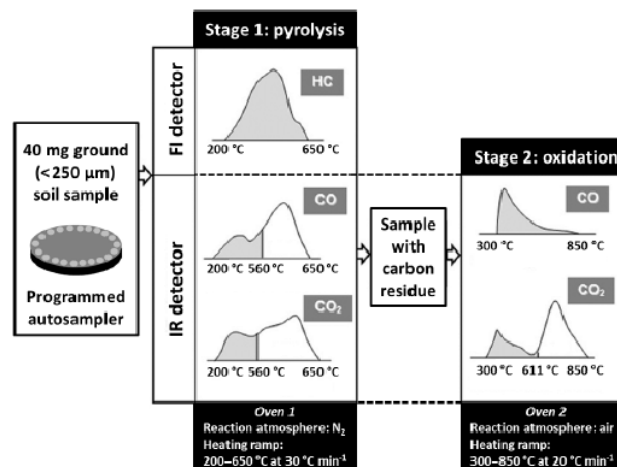 Stage 1: pyrolysis
FI detector
HC
200 °C 650 °C
40 mg ground
(<250 µm)
soil sample
Programmed
autosampler
IR detector
CO
200 °C 560 °C 650 °C
CO₂
200 °C 560 °C 650 °C
Oven 1
Reaction atmosphere: N₂
Heating ramp:
200–650 °C at 30 °C min⁻¹
Sample
with
carbon
residue
Stage 2: oxidation
CO
300 °C 850 °C
CO₂
300 °C 611 °C 850 °C
Oven 2
Reaction atmosphere: air
Heating ramp:
300–850 °C at 20 °C min⁻¹